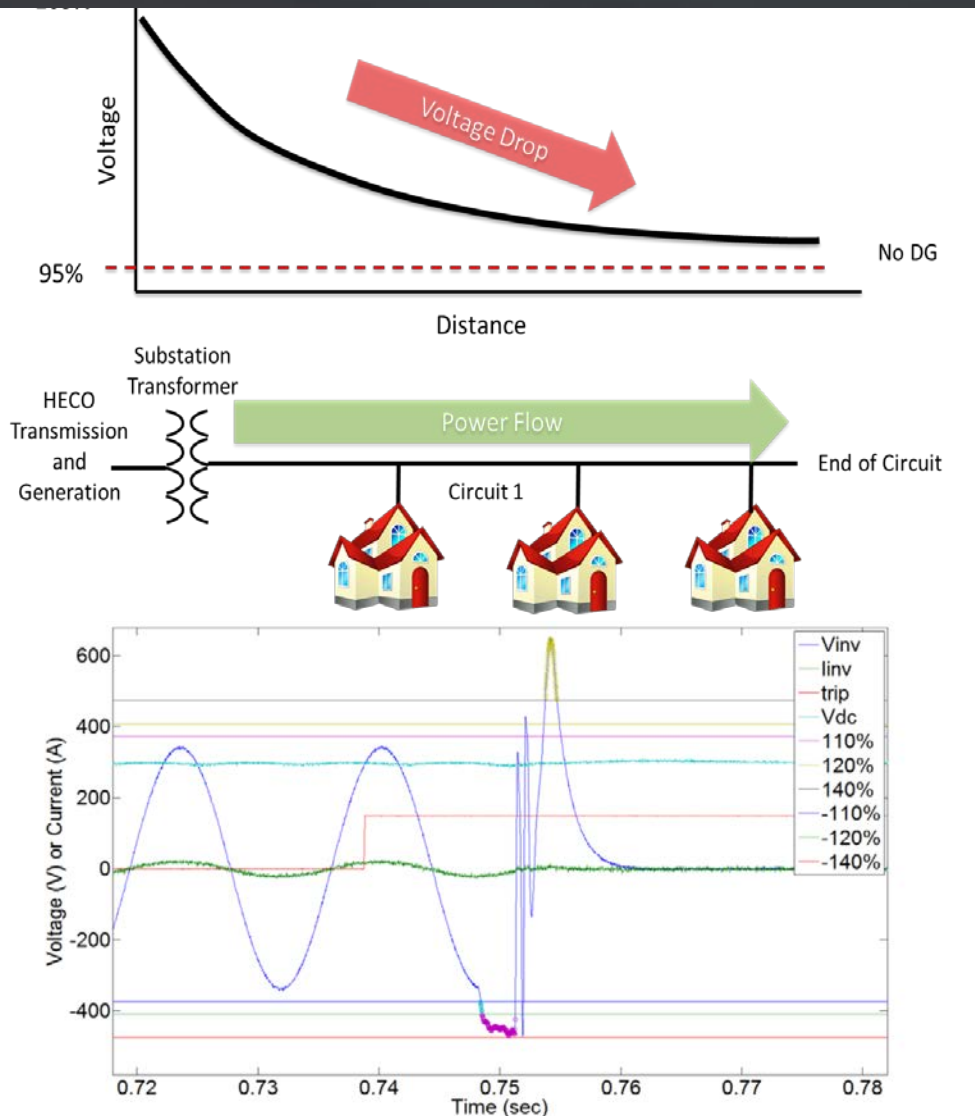 Voltage
Voltage Drop
95%
No DG
Distance
Substation
Transformer
HECO
Transmission
and
Generation
Power Flow
End of Circuit
Circuit 1
Voltage (V) or Current (A)
600
400
200
0
-200
-400
Vinv
Iinv
trip
Vdc
110%
120%
140%
-110%
-120%
-140%
0.72
0.73
0.74
0.75
0.76
0.77
0.78
Time (sec)